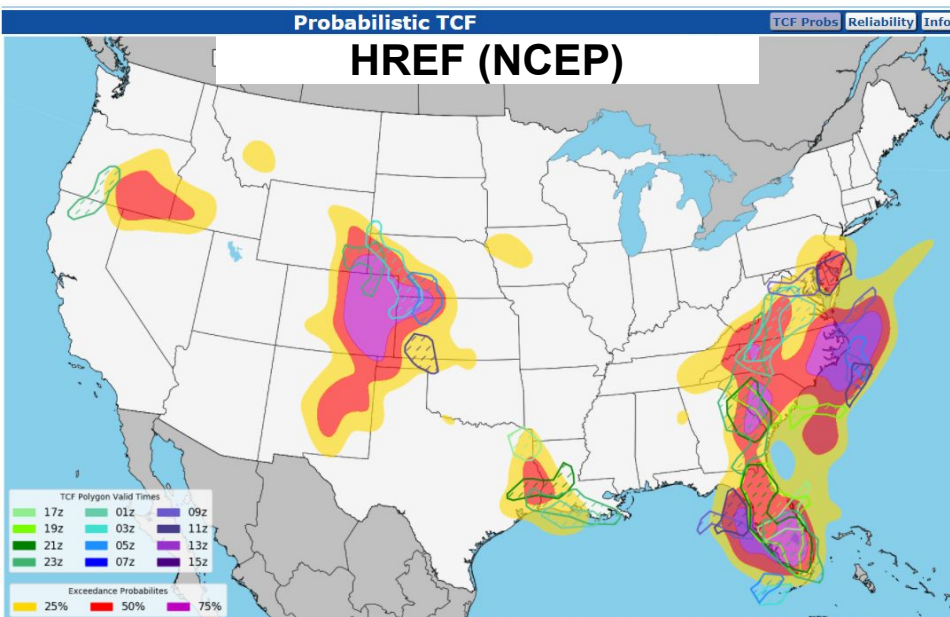 Probabilistic TCF
TCF Probs Reliability Info
HREF (NCEP)
TCF Polygon Valid Times
17z 01z 09z
19z 03z 11z
21z 05z 13z
23z 07z 15z
Exceedance Probabilites
25% 50% 75%